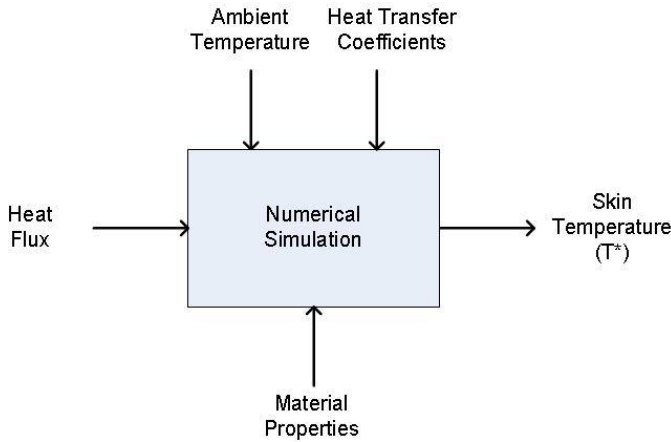 Ambient
Temperature
Heat Transfer
Coefficients
Heat
Flux
Numerical
Simulation
Skin
Temperature
(T*)
Material
Properties